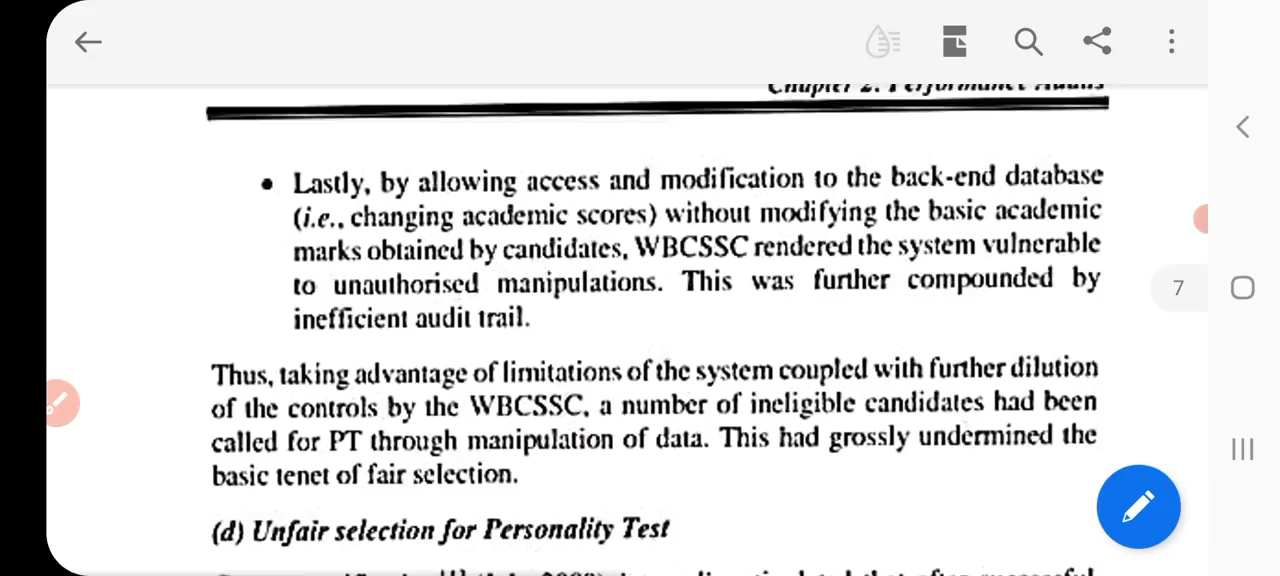 Chapter 2: Performance Audits
• Lastly, by allowing access and modification to the back-end database
(i.e., changing academic scores) without modifying the basic academic
marks obtained by candidates, WBCSSC rendered the system vulnerable
to unauthorised manipulations. This was further compounded by
inefficient audit trail.
7
Thus, taking advantage of limitations of the system coupled with further dilution
of the controls by the WBCSSC, a number of ineligible candidates had been
called for PT through manipulation of data. This had grossly undermined the
basic tenet of fair selection.
(d) Unfair selection for Personality Test